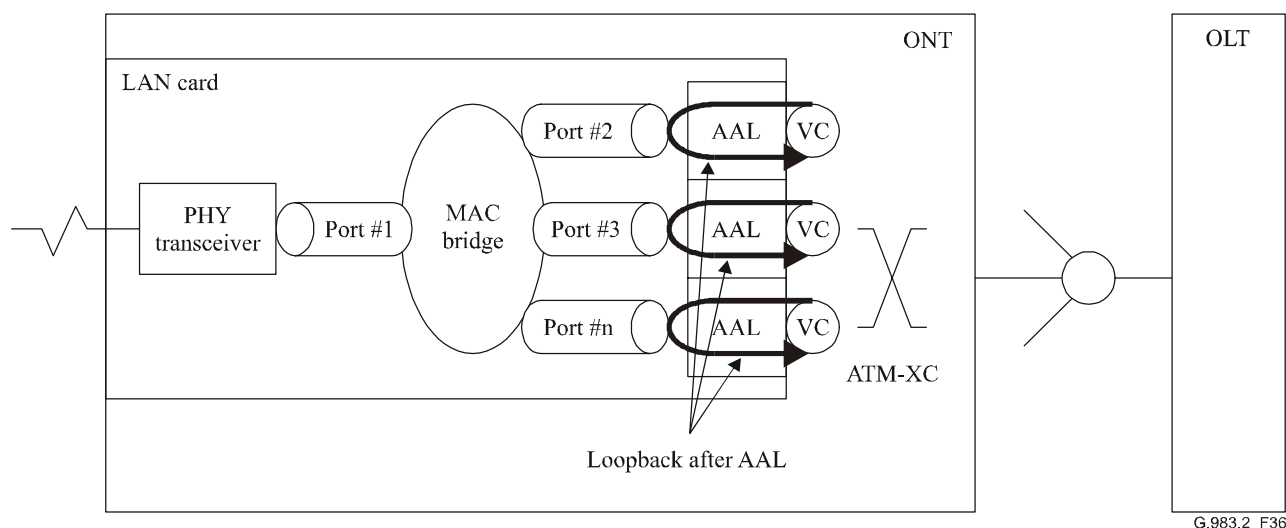 ONT
OLT
LAN card
Port #2
AAL
VC
PHY
transceiver
Port #1
MAC
bridge
Port #3
AAL
VC
Port #n
AAL
VC
ATM-XC
Loopback after AAL
G.983.2_F36